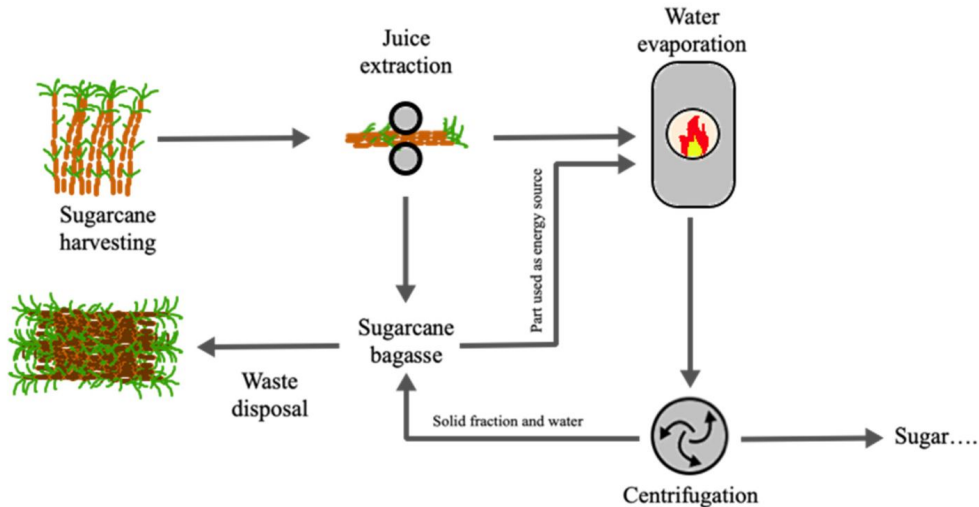 Water
evaporation
Juice
extraction
Sugarcane
harvesting
Part used as energy source
Sugarcane
bagasse
Waste
disposal
Solid fraction and water
Sugar....
Centrifugation